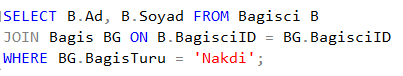 SELECT B.Ad, B.Soyad FROM Bagisci B
JOIN Bagis BG ON B.BagisciID = BG.BagisciID
WHERE BG.BagisTuru = 'Nakdi';